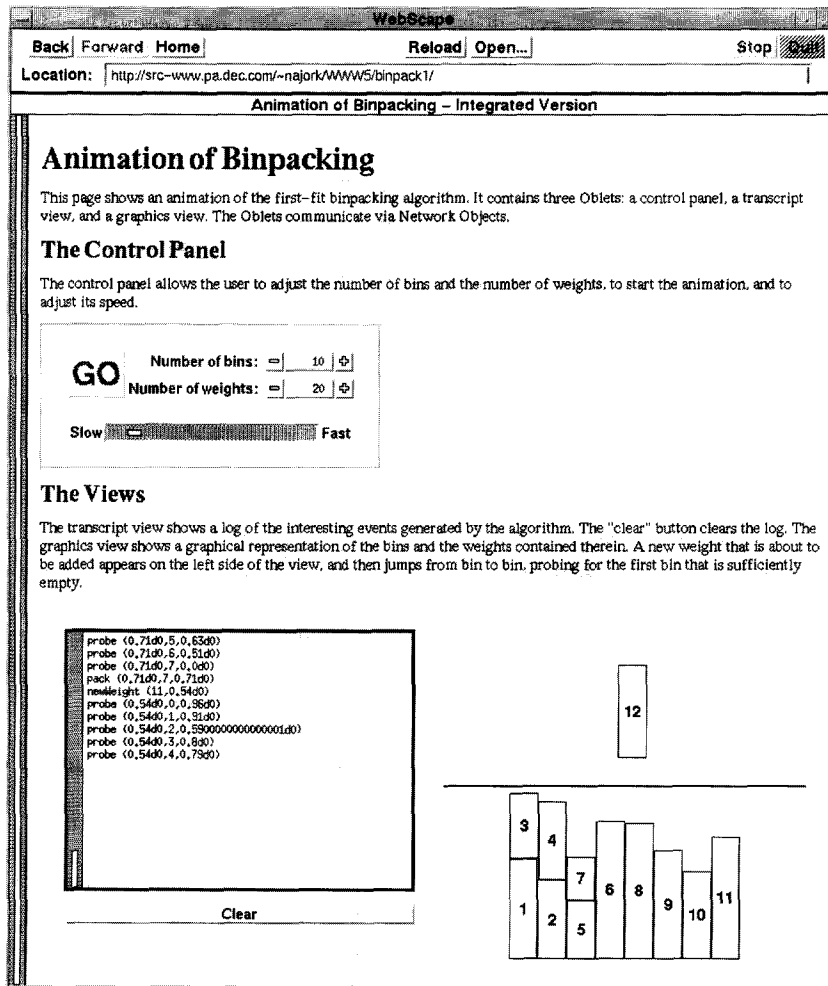 WebScape
Back Forward Home Reload Open... Stop Quit
Location: http://src-www.pa.dec.com/~najork/WWW5/binpack1/
Animation of Binpacking – Integrated Version
Animation of Binpacking
This page shows an animation of the first-fit binpacking algorithm. It contains three Oblets: a control panel, a transcript
view, and a graphics view. The Oblets communicate via Network Objects.
The Control Panel
The control panel allows the user to adjust the number of bins and the number of weights, to start the animation, and to
adjust its speed.
GO
Number of bins: 10
Number of weights: 20
Slow Fast
The Views
The transcript view shows a log of the interesting events generated by the algorithm. The "clear" button clears the log. The
graphics view shows a graphical representation of the bins and the weights contained therein. A new weight that is about to
be added appears on the left side of the view, and then jumps from bin to bin, probing for the first bin that is sufficiently
empty.
probe (0.71d0,5,0.63d0)
probe (0.71d0,6,0.51d0)
probe (0.71d0,7,0.0d0)
pack (0.71d0,7,0.71d0)
newWeight (11,0.54d0)
probe (0.54d0,0,0.96d0)
probe (0.54d0,1,0.91d0)
probe (0.54d0,2,0.5900000000000001d0)
probe (0.54d0,3,0.8d0)
probe (0.54d0,4,0.79d0)
Clear
12
3
4
7
6
8
9
10
11
1
2
5